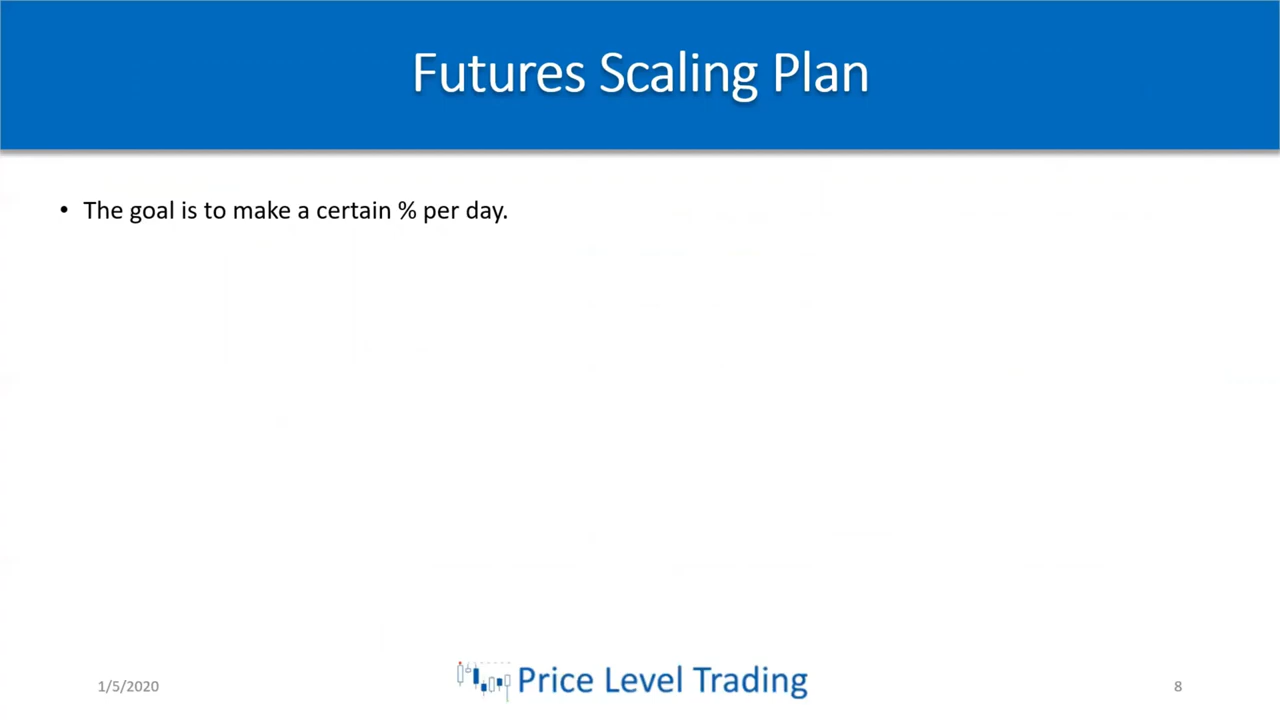 Futures Scaling Plan
• The goal is to make a certain % per day.
1/5/2020
Price Level Trading
8